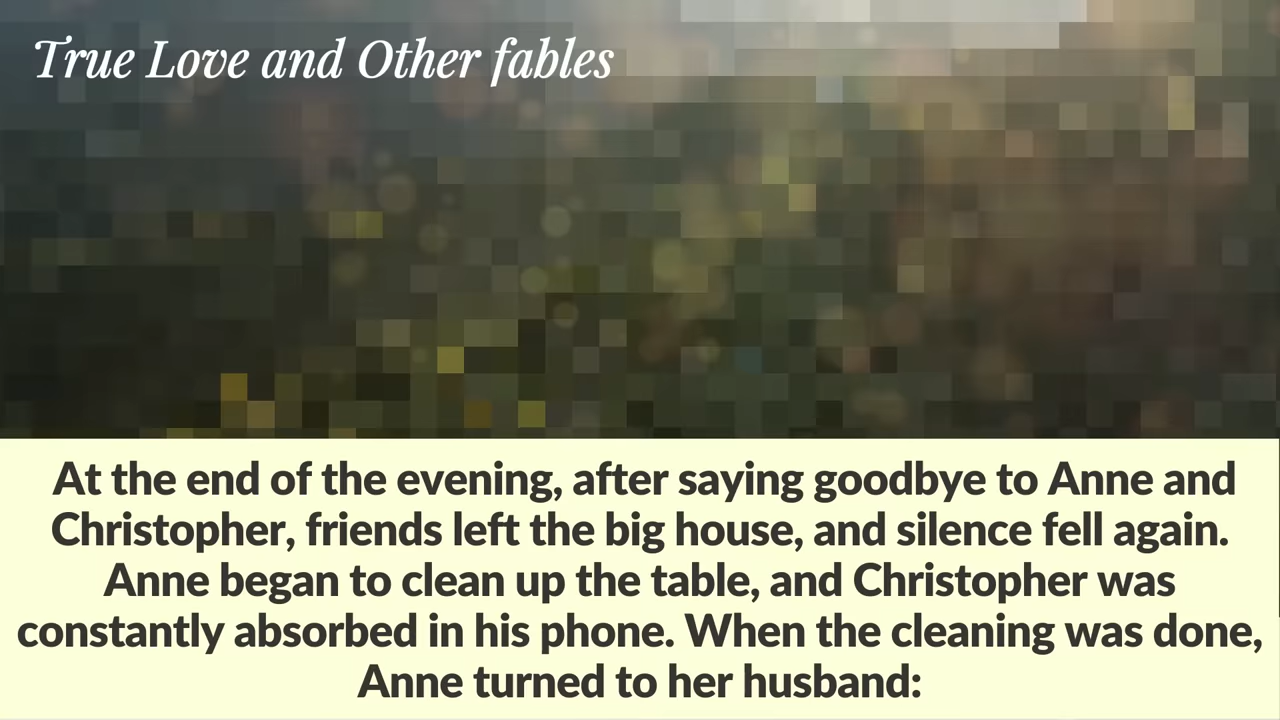 True Love and Other fables
At the end of the evening, after saying goodbye to Anne and
Christopher, friends left the big house, and silence fell again.
Anne began to clean up the table, and Christopher was
constantly absorbed in his phone. When the cleaning was done,
Anne turned to her husband: